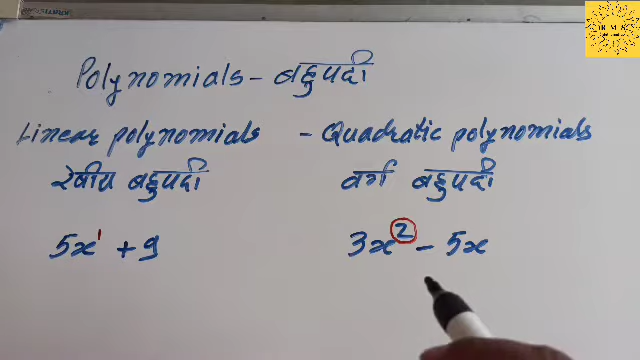 Polynomials - बहुपदी
Linear polynomials - Quadratic polynomials
रेखीय बहुपदी वर्ग बहुपदी
5x¹ + 9 3x² - 5x